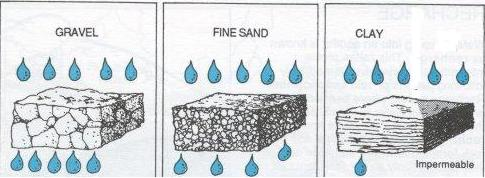 GRAVEL
FINE SAND
CLAY
Impermeable